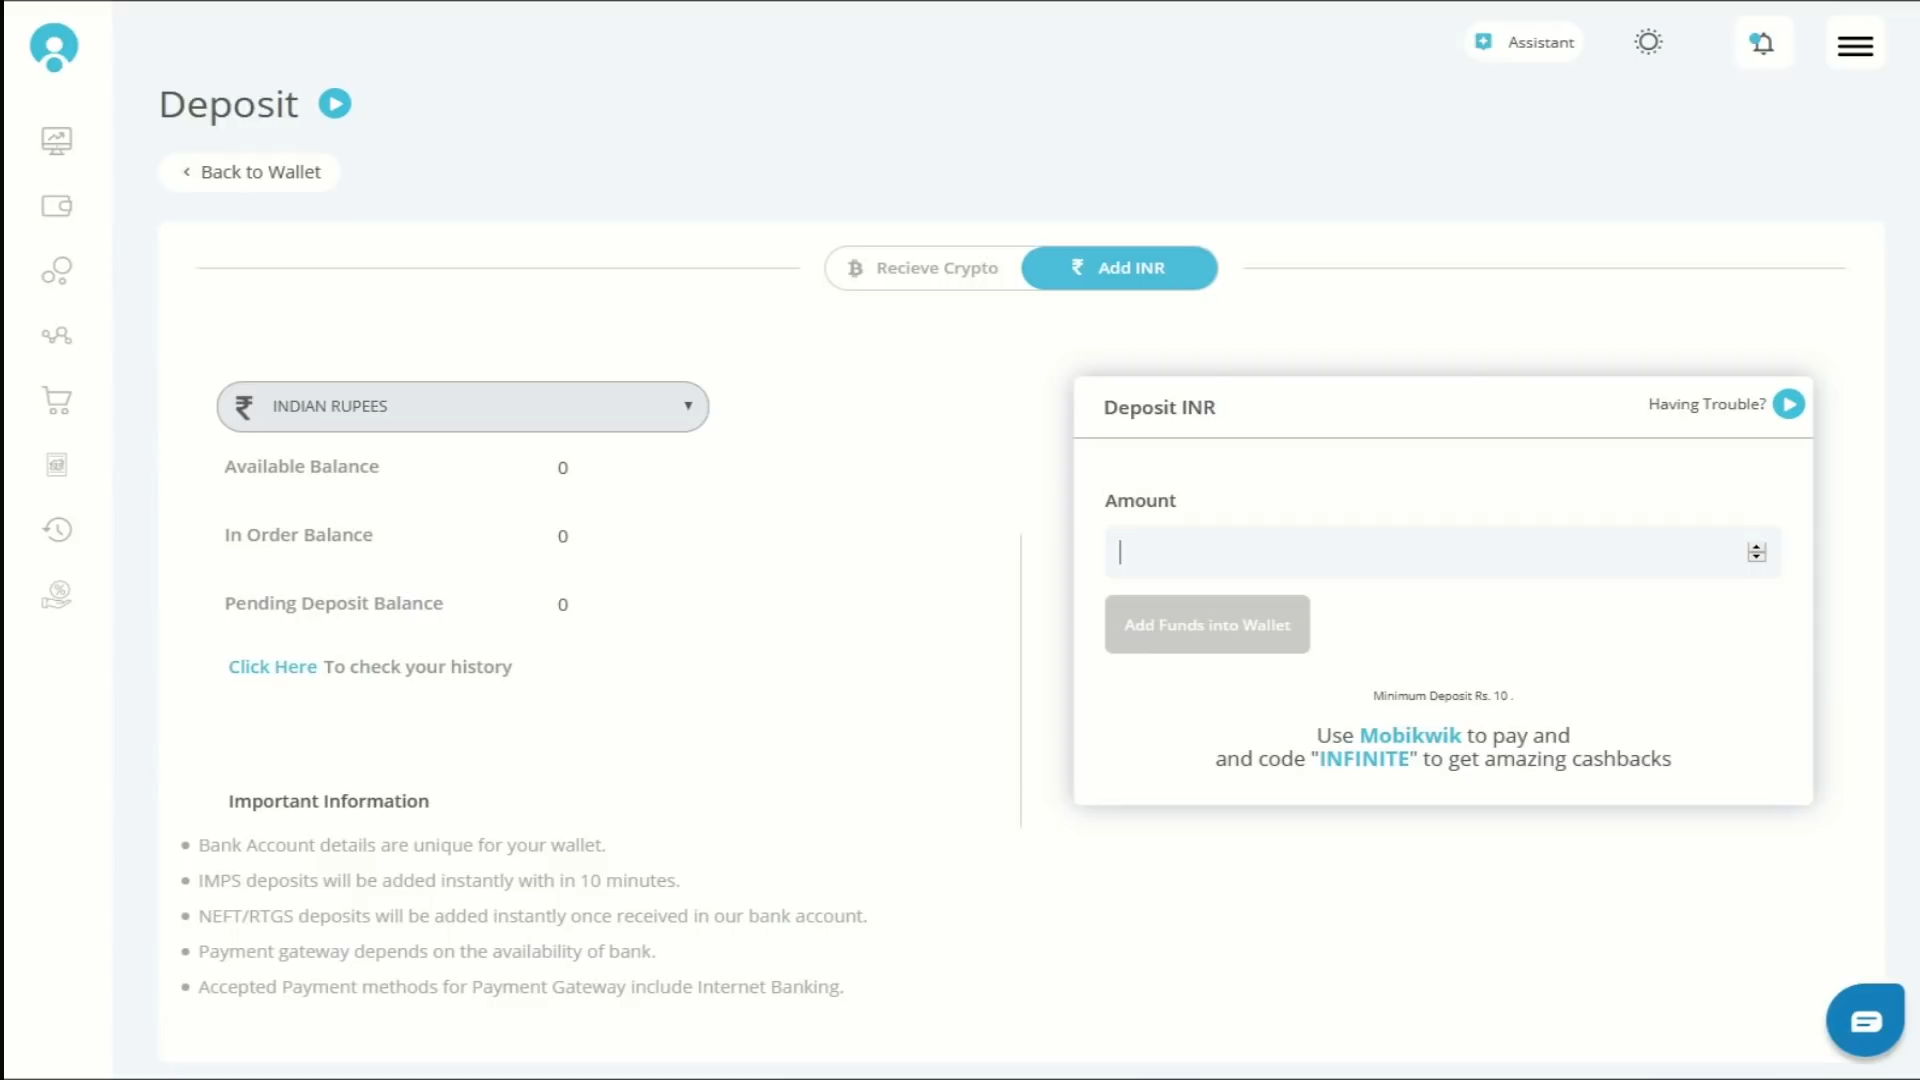 Assistant
Deposit
Back to Wallet
Recieve Crypto
₹ Add INR
₹ INDIAN RUPEES
Available Balance 0
In Order Balance 0
Pending Deposit Balance 0
Click Here To check your history
Important Information
• Bank Account details are unique for your wallet.
• IMPS deposits will be added instantly with in 10 minutes.
• NEFT/RTGS deposits will be added instantly once received in our bank account.
• Payment gateway depends on the availability of bank.
• Accepted Payment methods for Payment Gateway include Internet Banking.
Deposit INR
Having Trouble?
Amount
Add Funds into Wallet
Minimum Deposit Rs. 10 .
Use Mobikwik to pay and
and code "INFINITE" to get amazing cashbacks